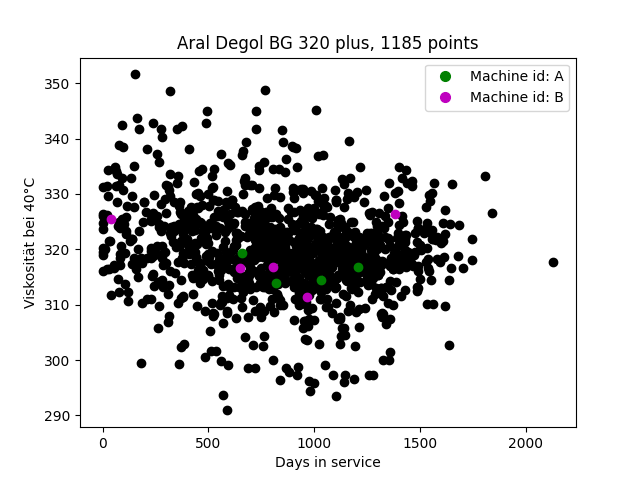 Aral Degol BG 320 plus, 1185 points
Machine id: A
Machine id: B
Viskosität bei 40°C
350
340
330
320
310
300
290
0 500 1000 1500 2000
Days in service